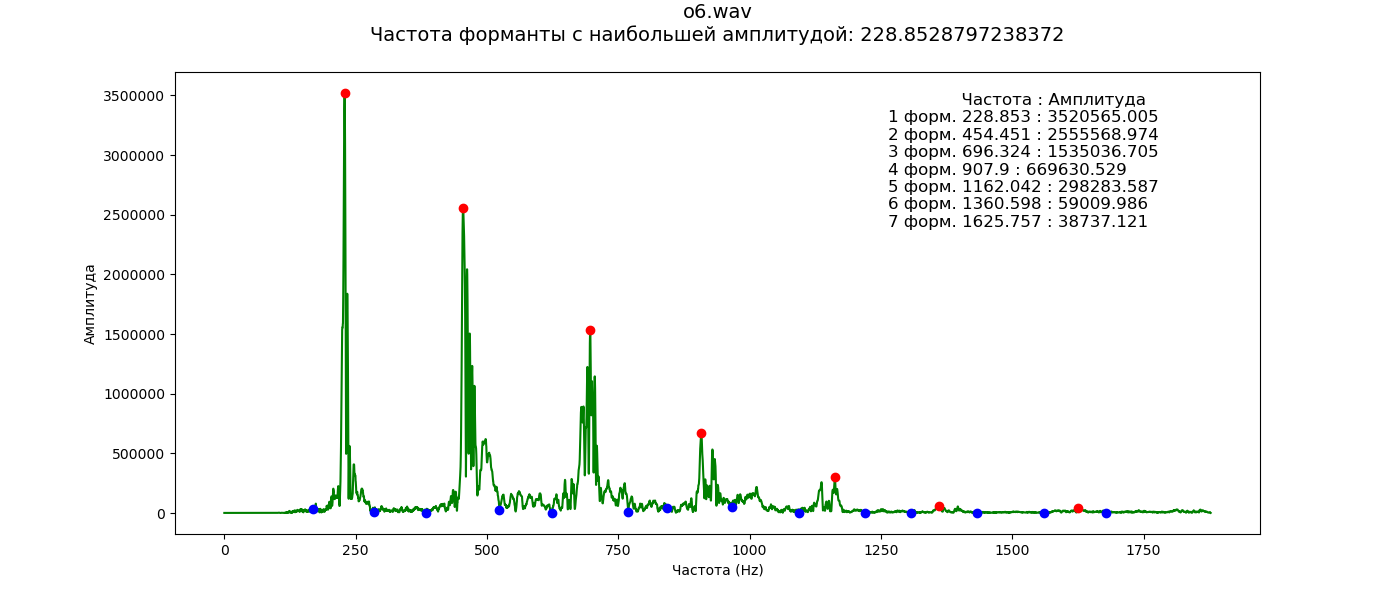 o6.wav
Частота форманты с наибольшей амплитудой: 228.8528797238372
Частота : Амплитуда
1 форм. 228.853 : 3520565.005
2 форм. 454.451 : 2555568.974
3 форм. 696.324 : 1535036.705
4 форм. 907.9 : 669630.529
5 форм. 1162.042 : 298283.587
6 форм. 1360.598 : 59009.986
7 форм. 1625.757 : 38737.121
Амплитуда
3500000
3000000
2500000
2000000
1500000
1000000
500000
0
0 250 500 750 1000 1250 1500 1750
Частота (Hz)